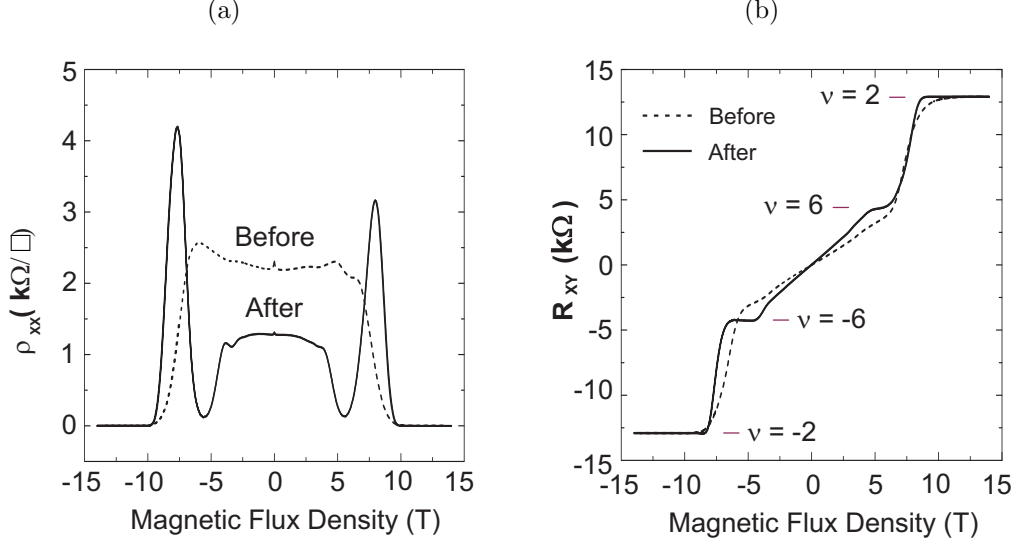 (a)
5
4
3
2
1
0
ρxx(kΩ/□)
Before
After
-15 -10 -5 0 5 10 15
Magnetic Flux Density (T)
(b)
15
10
5
0
-5
-10
-15
RXY (kΩ)
ν = 2
Before
After
ν = 6
ν = -6
ν = -2
-15 -10 -5 0 5 10 15
Magnetic Flux Density (T)